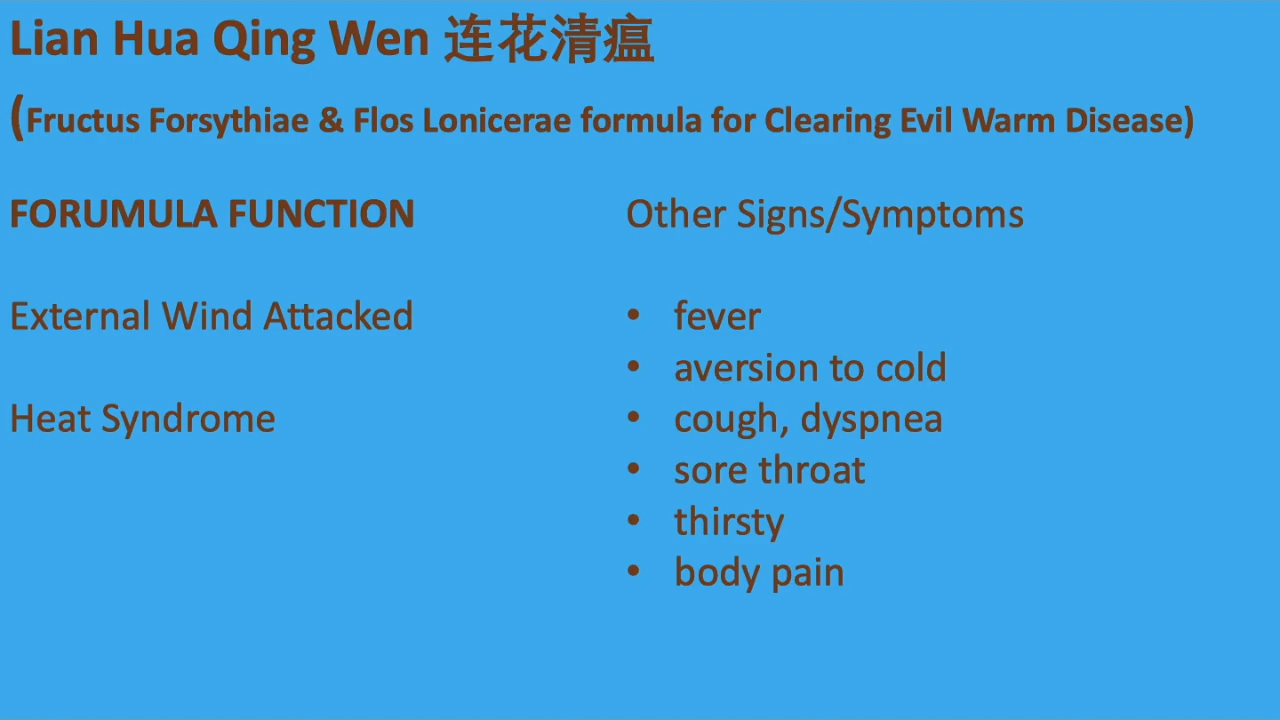 Lian Hua Qing Wen 连花清瘟
(Fructus Forsythiae & Flos Lonicerae formula for Clearing Evil Warm Disease)
FORUMULA FUNCTION
External Wind Attacked
Heat Syndrome
Other Signs/Symptoms
• fever
• aversion to cold
• cough, dyspnea
• sore throat
• thirsty
• body pain